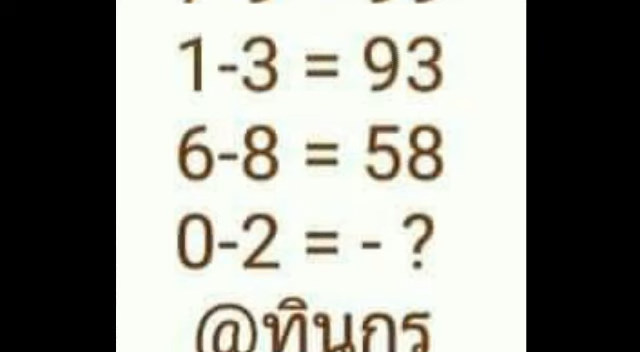 1-3 = 93
6-8 = 58
0-2 = - ?
@ทินกร